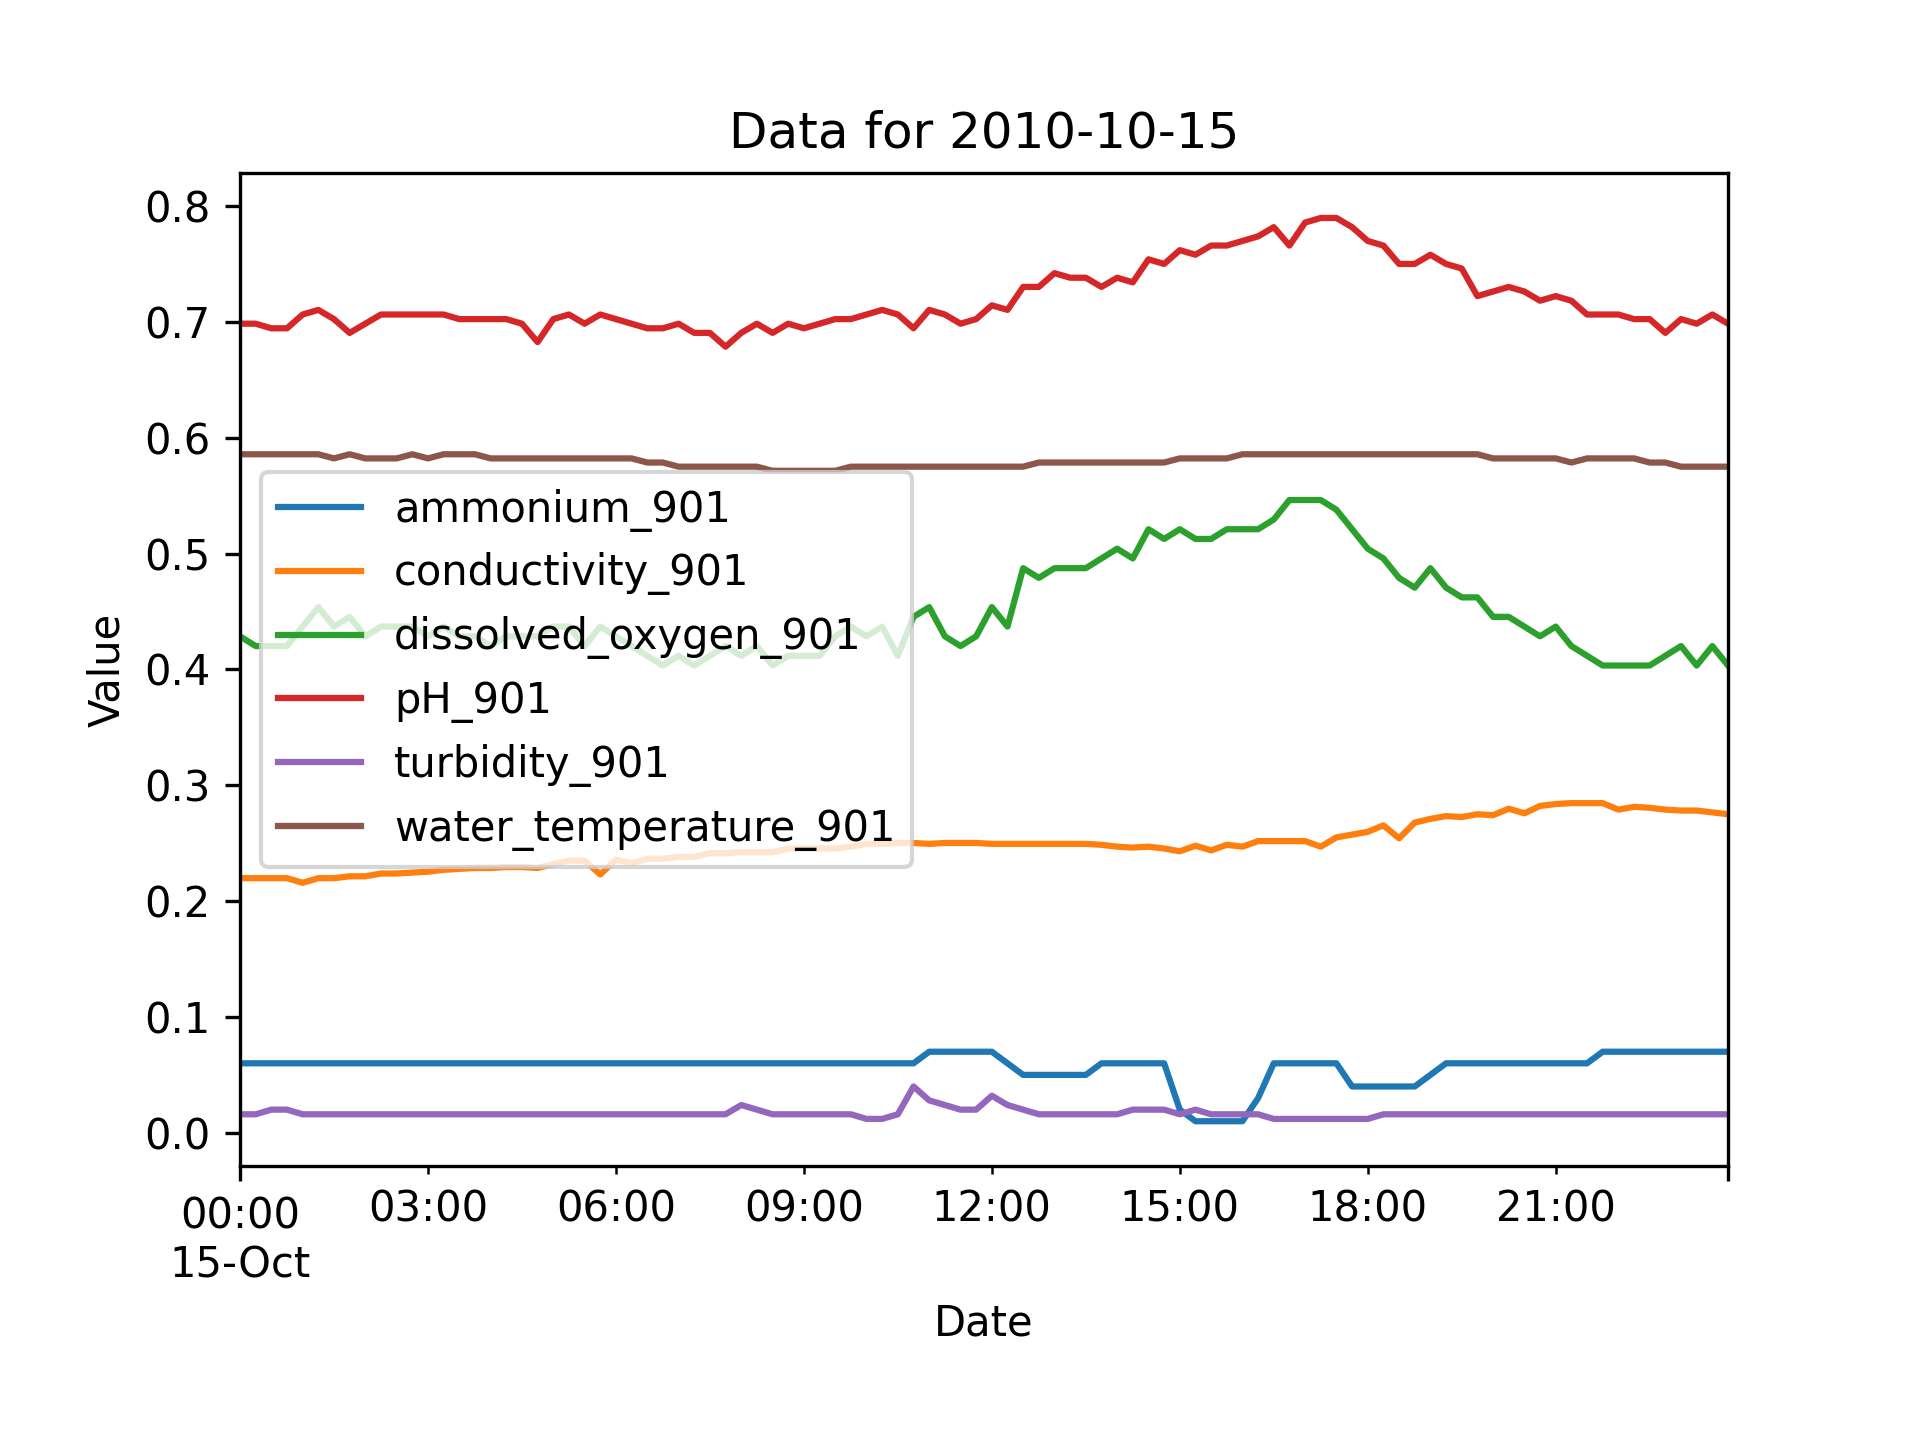 Data for 2010-10-15
0.8
0.7
0.6
0.5
0.4
0.3
0.2
0.1
0.0
Value
ammonium_901
conductivity_901
dissolved_oxygen_901
pH_901
turbidity_901
water_temperature_901
00:00 03:00 06:00 09:00 12:00 15:00 18:00 21:00
15-Oct
Date